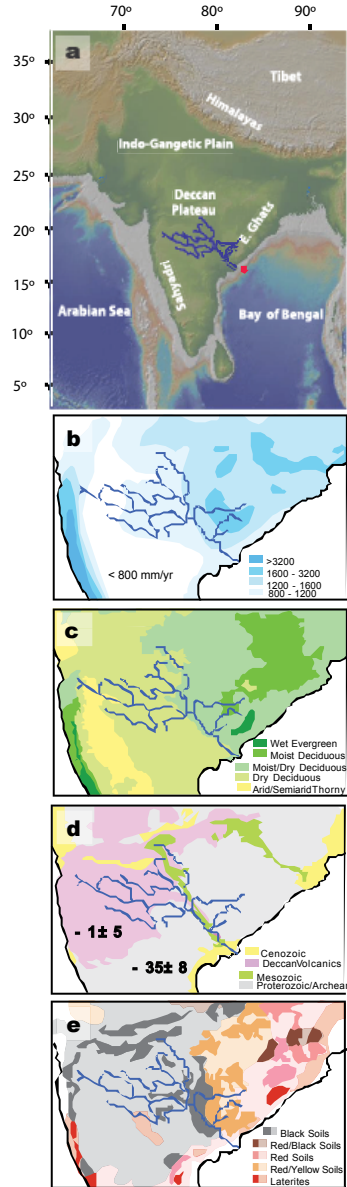 70º 80º 90º
a
35º
30º
25º
20º
15º
10º
5º
Tibet
Himalayas
Indo-Gangetic Plain
Deccan
Plateau
E. Ghats
Sahyadri
Arabian Sea
Bay of Bengal
b
< 800 mm/yr
>3200
1600 - 3200
1200 - 1600
800 - 1200
c
Wet Evergreen
Moist Deciduous
Moist/Dry Deciduous
Dry Deciduous
Arid/Semiarid Thorny
d
- 1± 5
- 35± 8
Cenozoic
DeccanVolcanics
Mesozoic
Proterozoic/Archean
e
Black Soils
Red/Black Soils
Red Soils
Red/Yellow Soils
Laterites